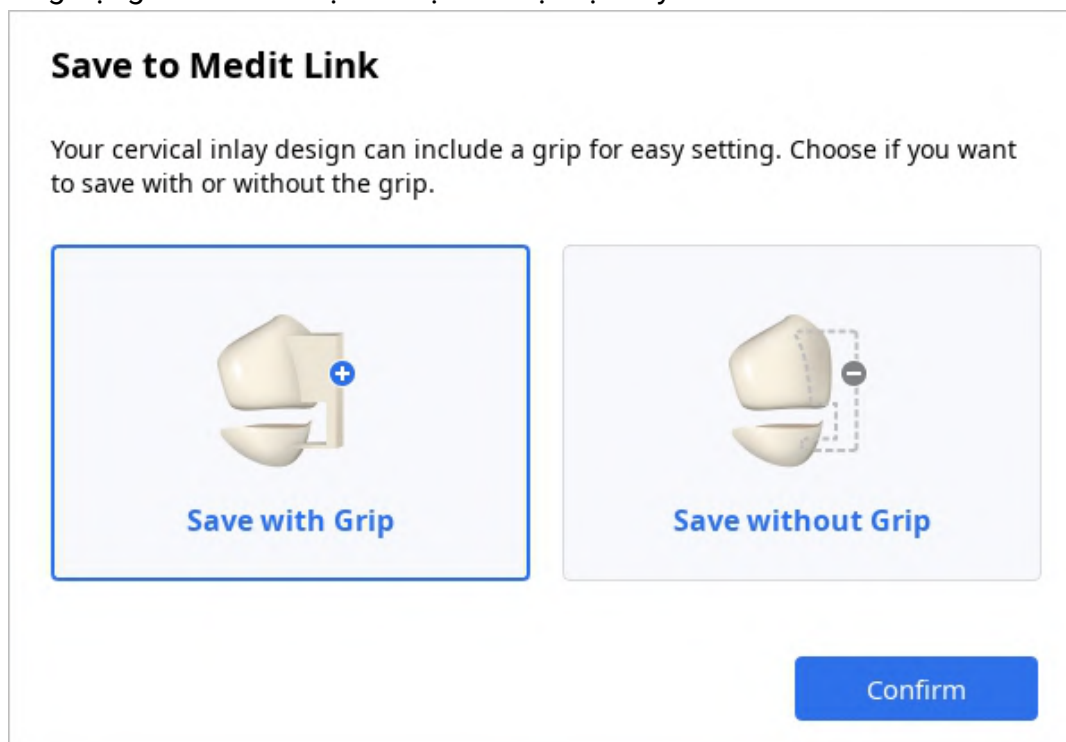 Save to Medit Link
Your cervical inlay design can include a grip for easy setting. Choose if you want
to save with or without the grip.
Save with Grip
Save without Grip
Confirm